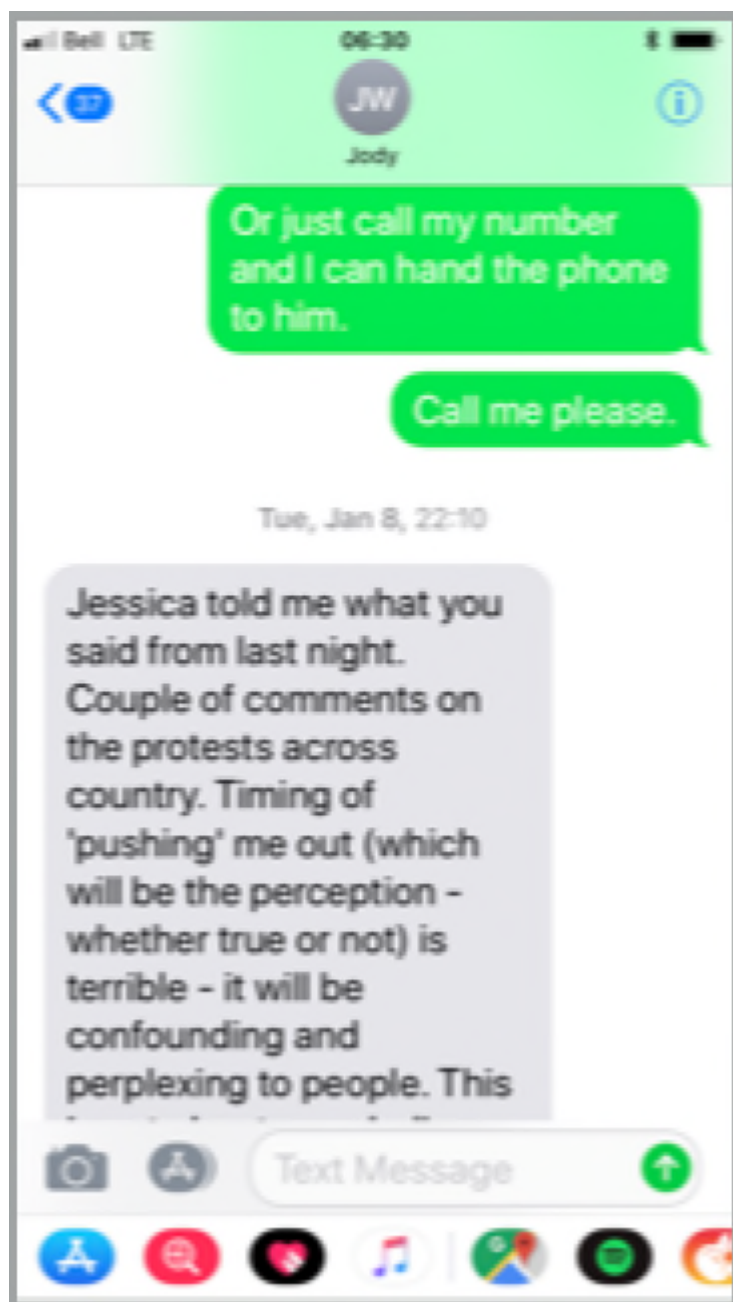 Bell LTE
06:30
37
JW
Jody
Or just call my number
and I can hand the phone
to him.
Call me please.
Tue, Jan 8, 22:10
Jessica told me what you
said from last night.
Couple of comments on
the protests across
country. Timing of
'pushing' me out (which
will be the perception -
whether true or not) is
terrible - it will be
confounding and
perplexing to people. This
Text Message